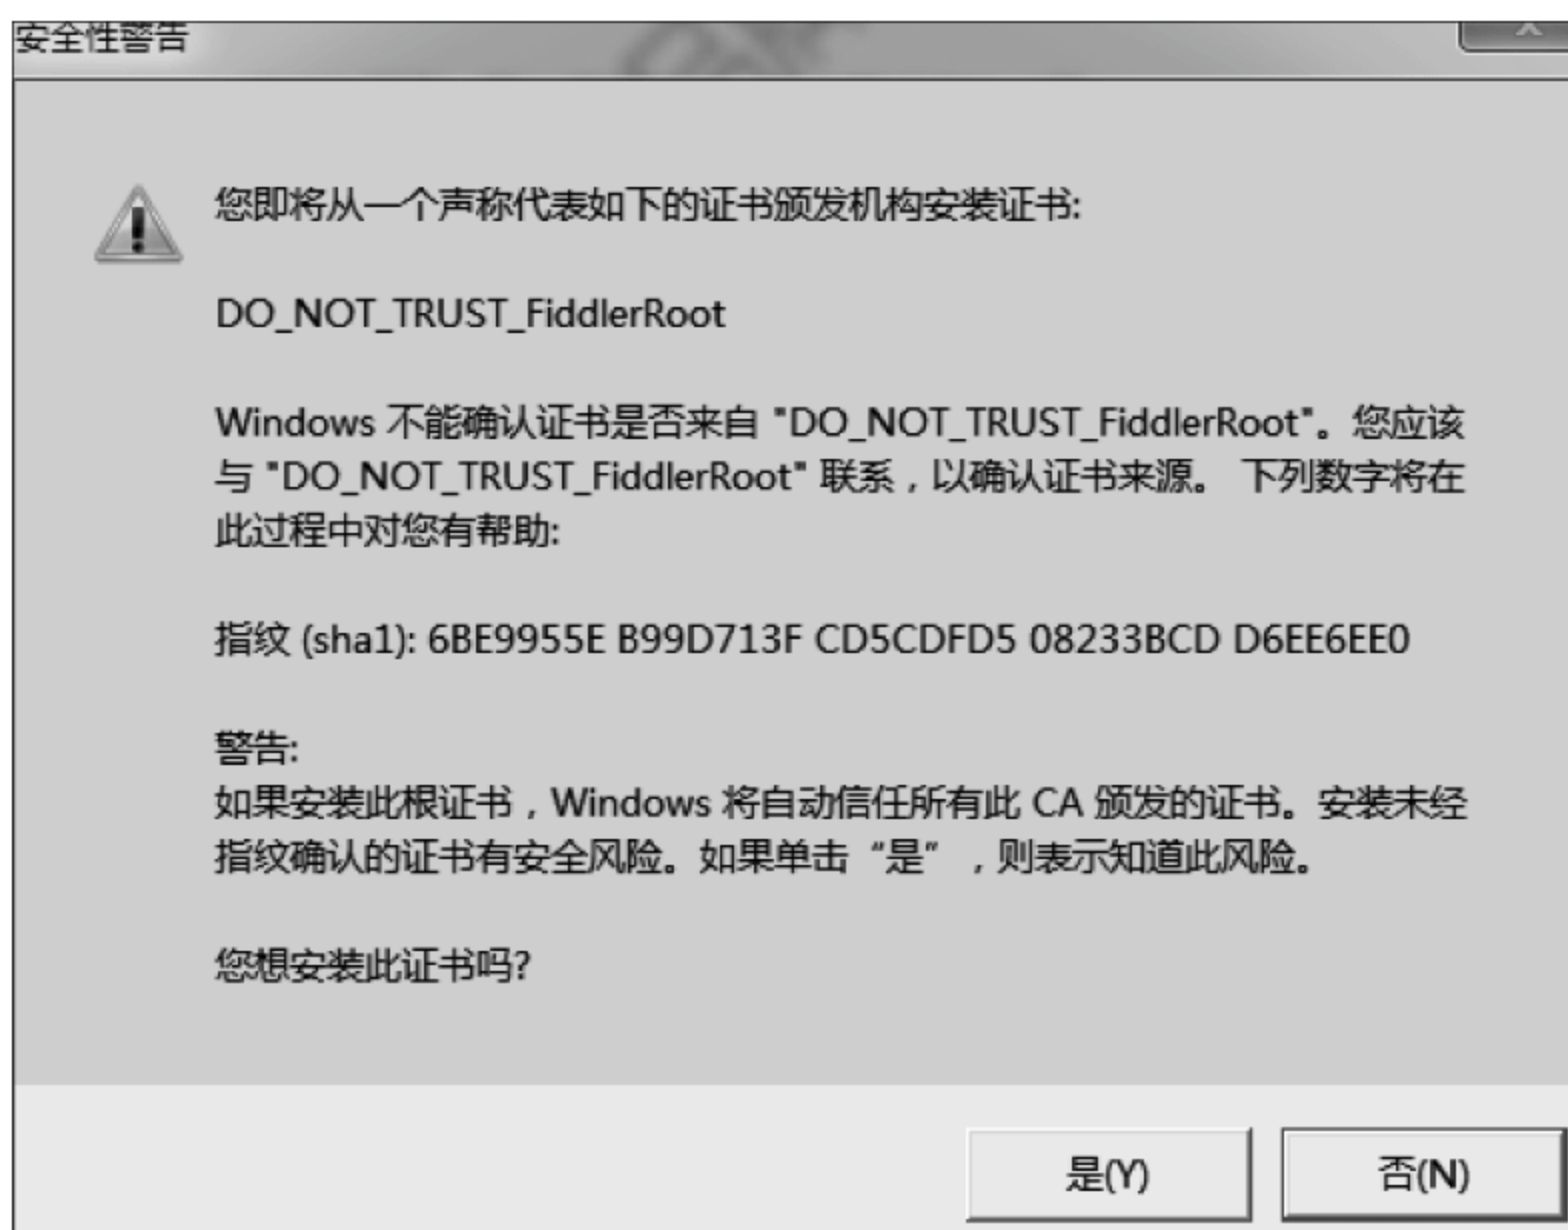 安全性警告
您即将从一个声称代表如下的证书颁发机构安装证书:
DO_NOT_TRUST_FiddlerRoot
Windows 不能确认证书是否来自 "DO_NOT_TRUST_FiddlerRoot"。您应该
与 "DO_NOT_TRUST_FiddlerRoot" 联系，以确认证书来源。 下列数字将在
此过程中对您有帮助:
指纹 (sha1): 6BE9955E B99D713F CD5CDFD5 08233BCD D6EE6EE0
警告:
如果安装此根证书，Windows 将自动信任所有此 CA 颁发的证书。安装未经
指纹确认的证书有安全风险。如果单击“是”，则表示知道此风险。
您想安装此证书吗?
是(Y)
否(N)